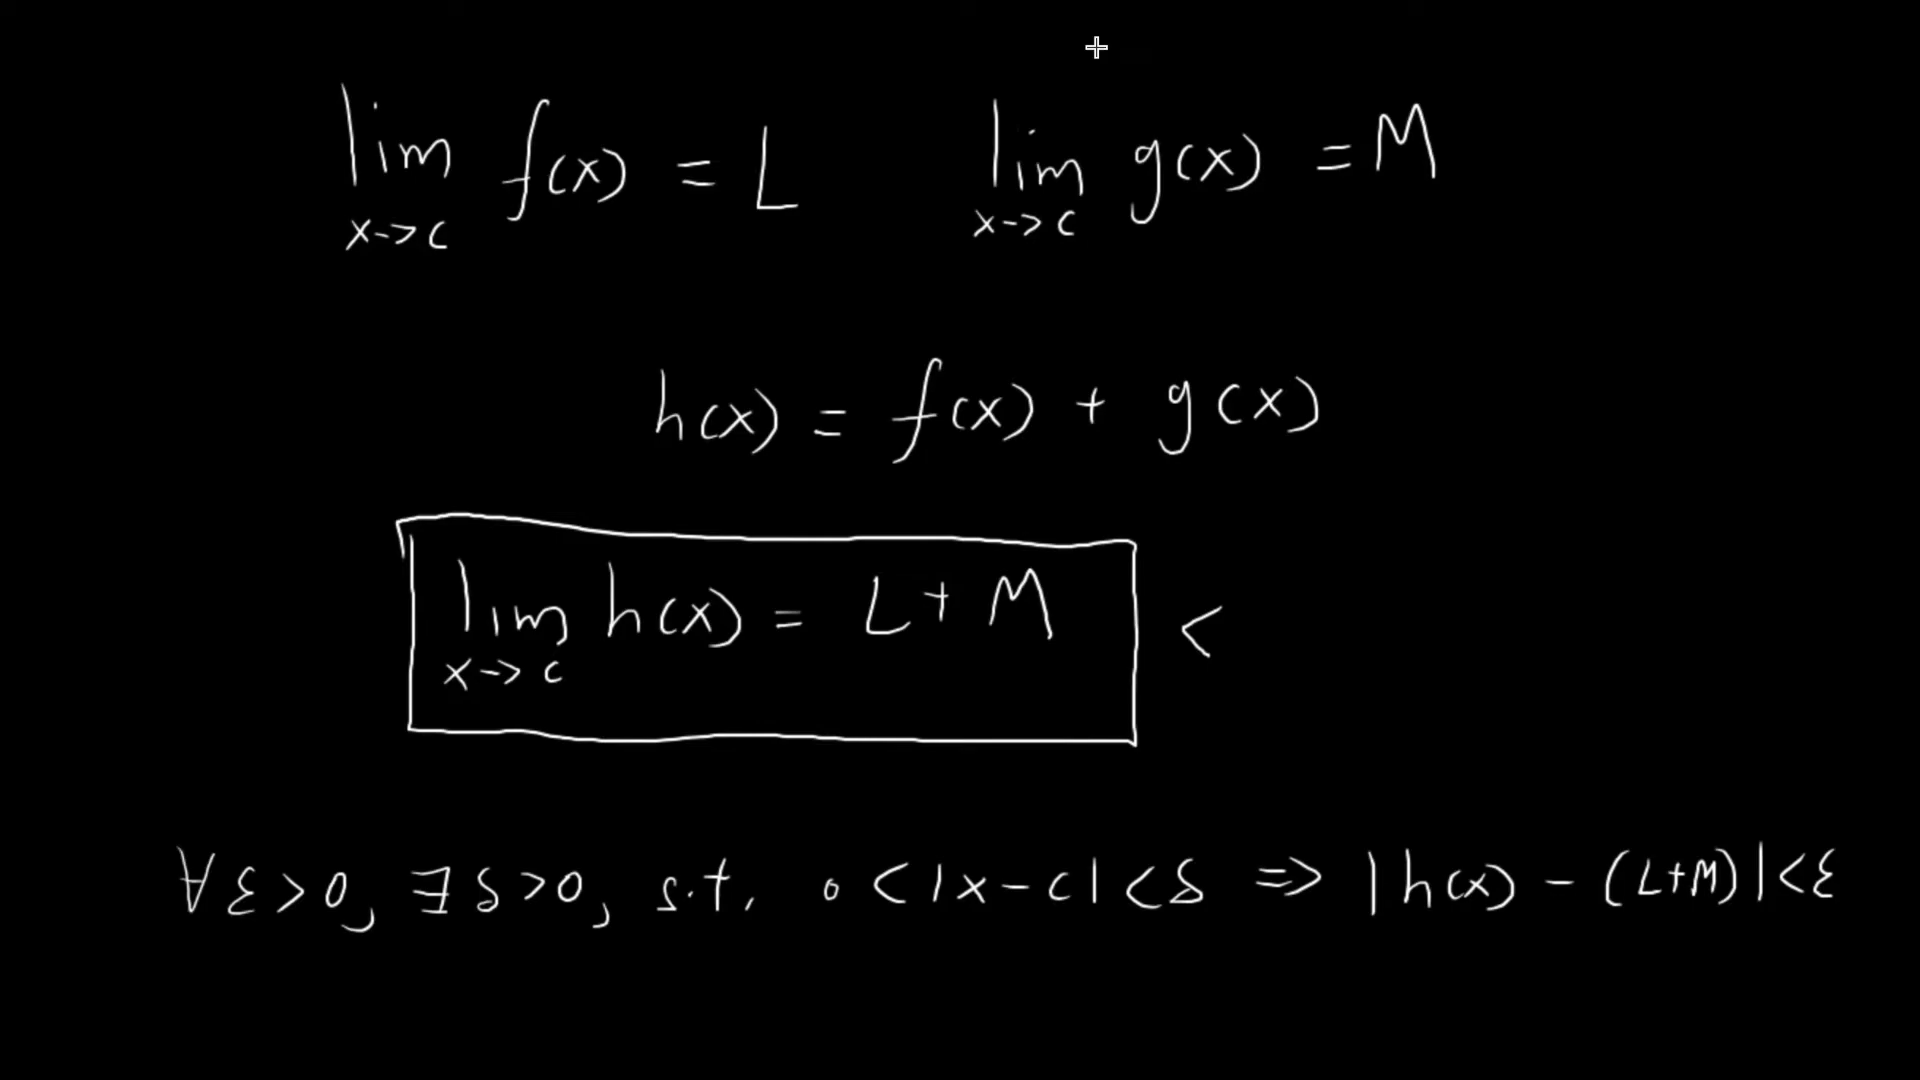 lim x->c f(x) = L lim x->c g(x) = M
h(x) = f(x) + g(x)
lim x->c h(x) = L + M <
∀ε>0, ∃δ>0, s.t. 0<|x-c|<δ => |h(x) - (L+M)|<ε